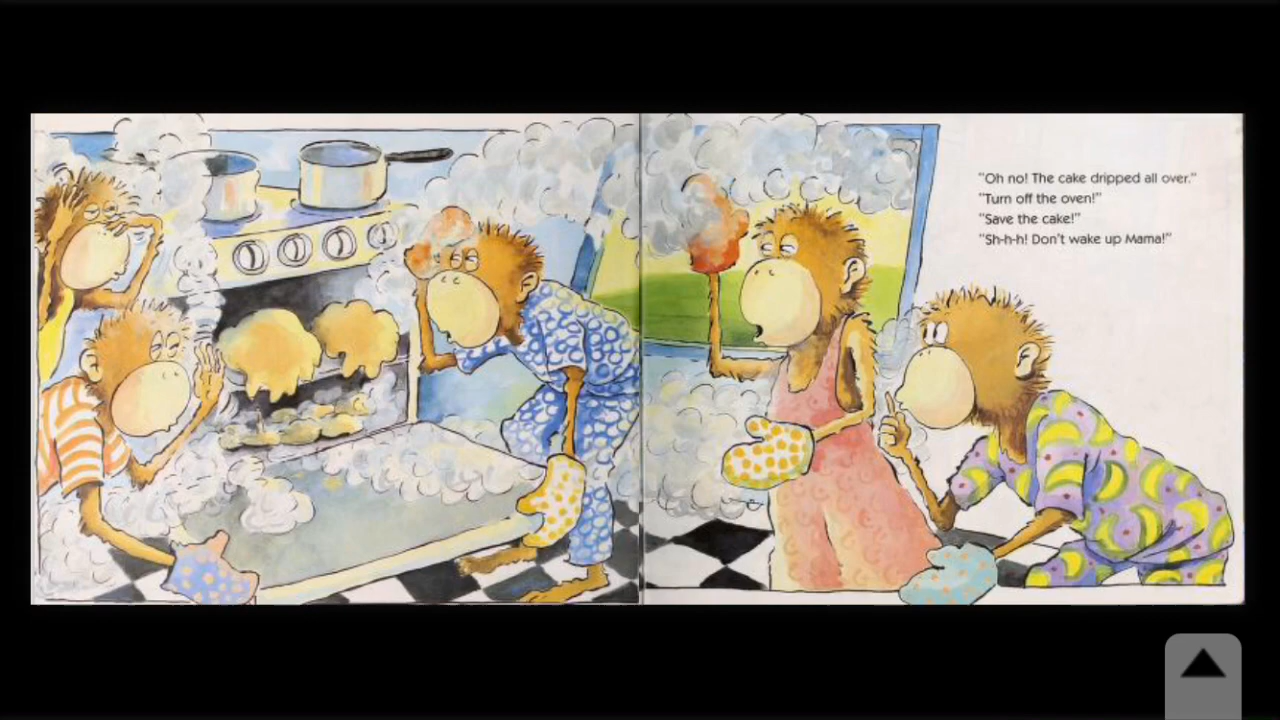 "Oh no! The cake dripped all over."
"Turn off the oven!"
"Save the cake!"
"Sh-h-h! Don't wake up Mama!"